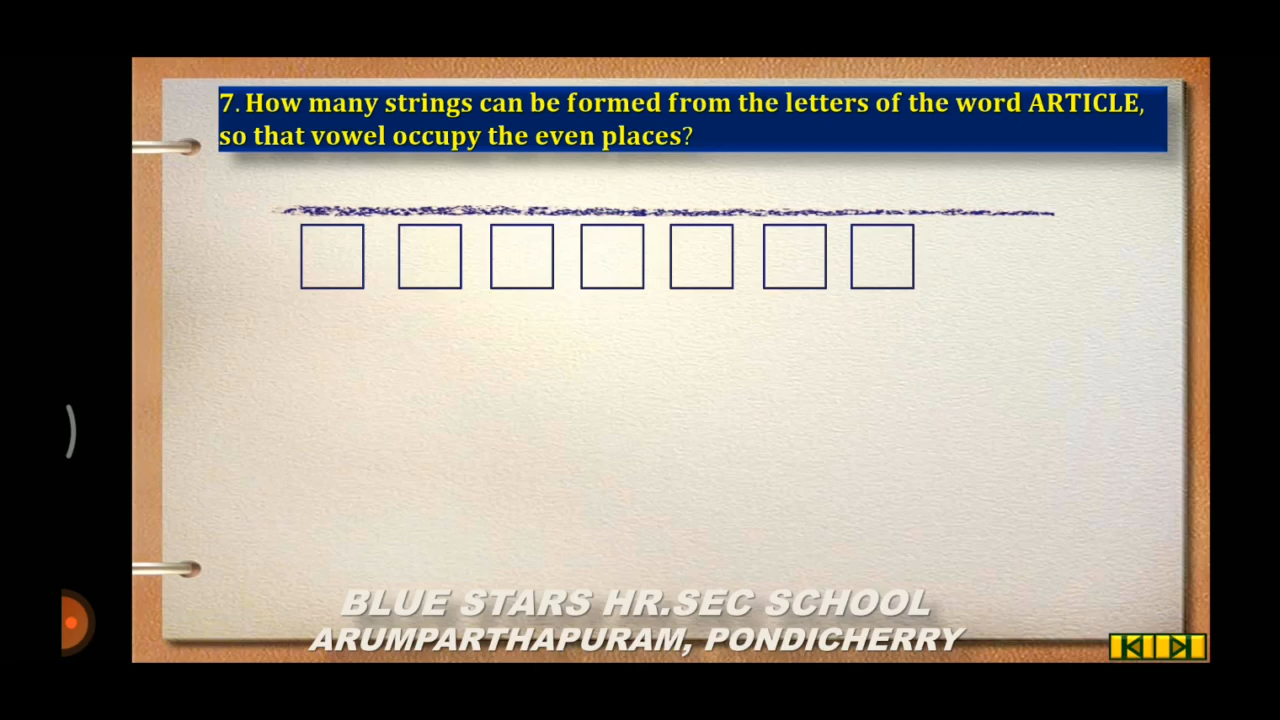 7. How many strings can be formed from the letters of the word ARTICLE,
so that vowel occupy the even places?
BLUE STARS HR.SEC SCHOOL
ARUMPARTHAPURAM, PONDICHERRY